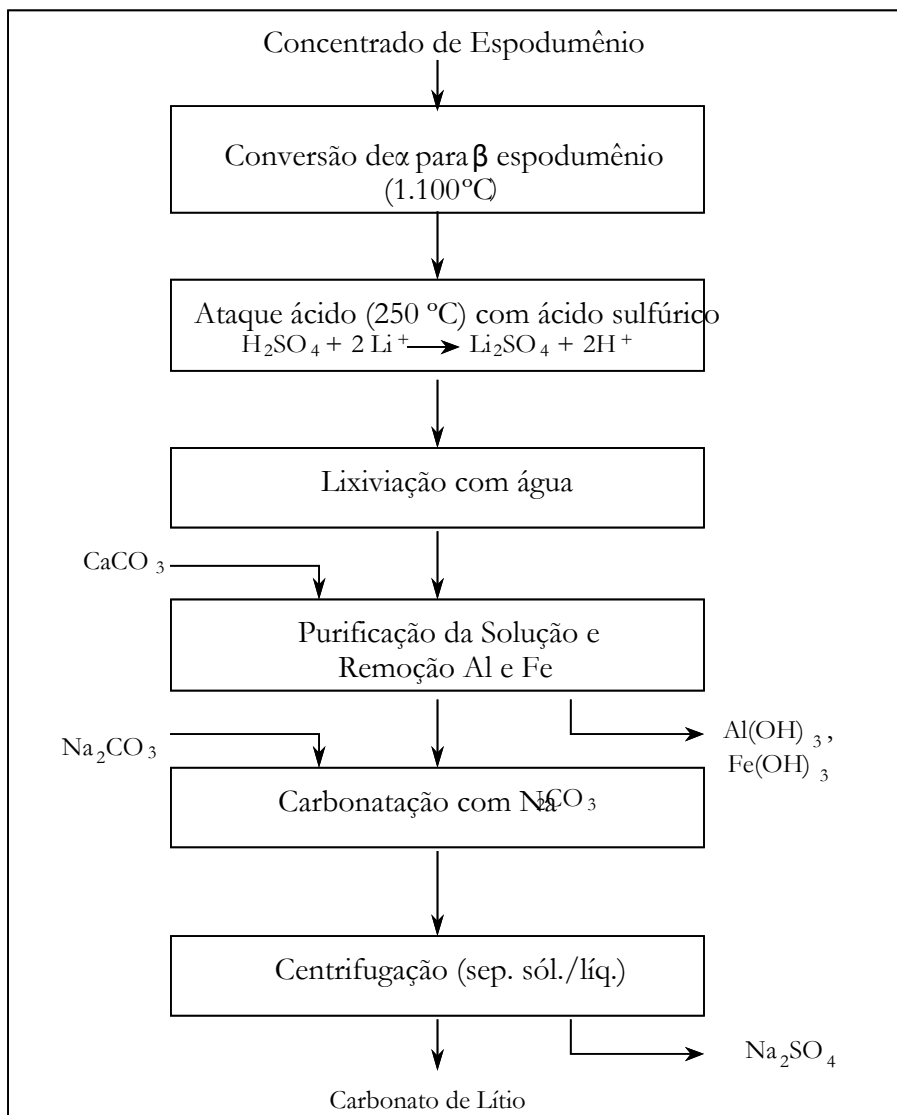 Concentrado de Espodumênio
Conversão de α para β espodumênio
(1.100ºC)
Ataque ácido (250 ºC) com ácido sulfúrico
H₂SO₄ + 2 Li⁺ → Li₂SO₄ + 2H⁺
Lixiviação com água
CaCO₃
Purificação da Solução e
Remoção Al e Fe
Al(OH)₃,
Fe(OH)₃
Na₂CO₃
Carbonatação com Na₂CO₃
Centrifugação (sep. sól./líq.)
Na₂SO₄
Carbonato de Lítio